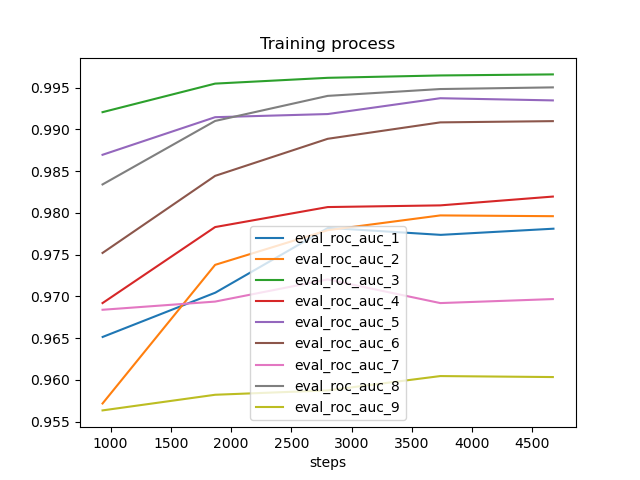 Training process
0.995
0.990
0.985
0.980
0.975
0.970
0.965
0.960
0.955
eval_roc_auc_1
eval_roc_auc_2
eval_roc_auc_3
eval_roc_auc_4
eval_roc_auc_5
eval_roc_auc_6
eval_roc_auc_7
eval_roc_auc_8
eval_roc_auc_9
1000 1500 2000 2500 3000 3500 4000 4500
steps